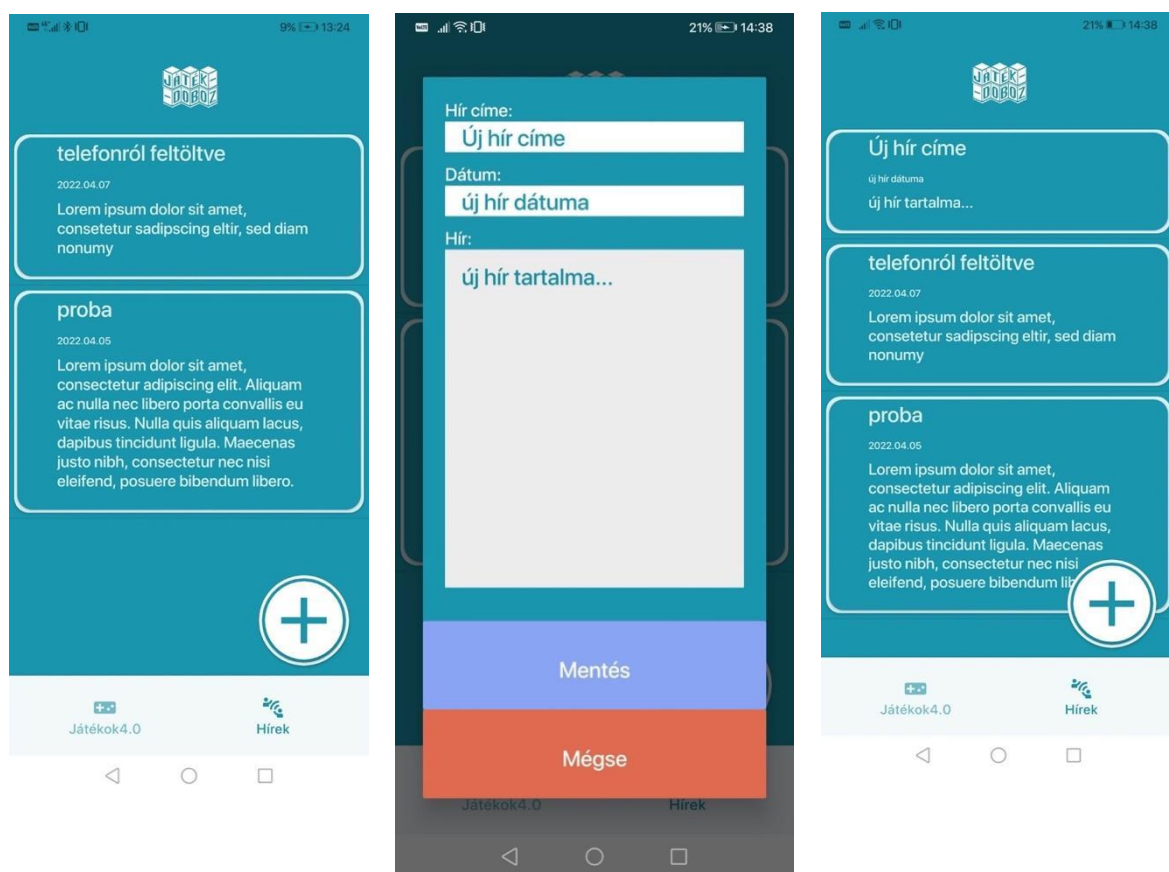 9% 13:24
JÁTÉK-
-DOBOZ
telefonról feltöltve
2022.04.07
Lorem ipsum dolor sit amet,
consetetur sadipscing eltir, sed diam
nonumy
proba
2022.04.05
Lorem ipsum dolor sit amet,
consectetur adipiscing elit. Aliquam
ac nulla nec libero porta convallis eu
vitae risus. Nulla quis aliquam lacus,
dapibus tincidunt ligula. Maecenas
justo nibh, consectetur nec nisi
eleifend, posuere bibendum libero.
Játékok4.0
Hírek
21% 14:38
Hír címe:
Új hír címe
Dátum:
új hír dátuma
Hír:
új hír tartalma...
Mentés
Mégse
Játékok4.0
Hírek
21% 14:38
JÁTÉK-
-DOBOZ
Új hír címe
új hír dátuma
új hír tartalma...
telefonról feltöltve
2022.04.07
Lorem ipsum dolor sit amet,
consetetur sadipscing eltir, sed diam
nonumy
proba
2022.04.05
Lorem ipsum dolor sit amet,
consectetur adipiscing elit. Aliquam
ac nulla nec libero porta convallis eu
vitae risus. Nulla quis aliquam lacus,
dapibus tincidunt ligula. Maecenas
justo nibh, consectetur nec nisi
eleifend, posuere bibendum lib
Játékok4.0
Hírek